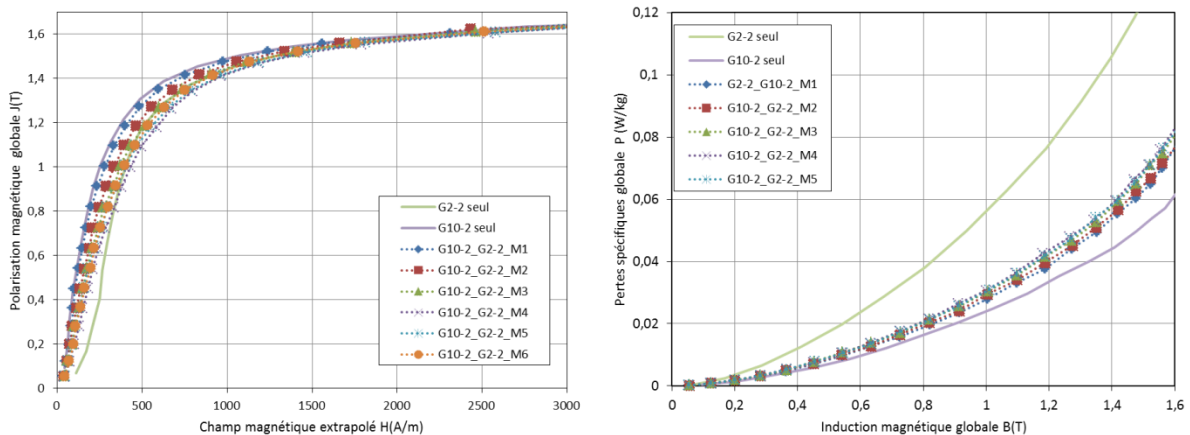 Polarisation magnétique globale J(T)
1,6
1,4
1,2
1
0,8
0,6
0,4
0,2
0
0
500
1000
1500
2000
2500
3000
Champ magnétique extrapolé H(A/m)
G2-2 seul
G10-2 seul
G10-2_G2-2_M1
G10-2_G2-2_M2
G10-2_G2-2_M3
G10-2_G2-2_M4
G10-2_G2-2_M5
G10-2_G2-2_M6
Pertes spécifiques globale P (W/kg)
0,12
0,1
0,08
0,06
0,04
0,02
0
0
0,2
0,4
0,6
0,8
1
1,2
1,4
1,6
Induction magnétique globale B(T)
G2-2 seul
G10-2 seul
G2-2_G10-2_M1
G10-2_G2-2_M2
G10-2_G2-2_M3
G10-2_G2-2_M4
G10-2_G2-2_M5